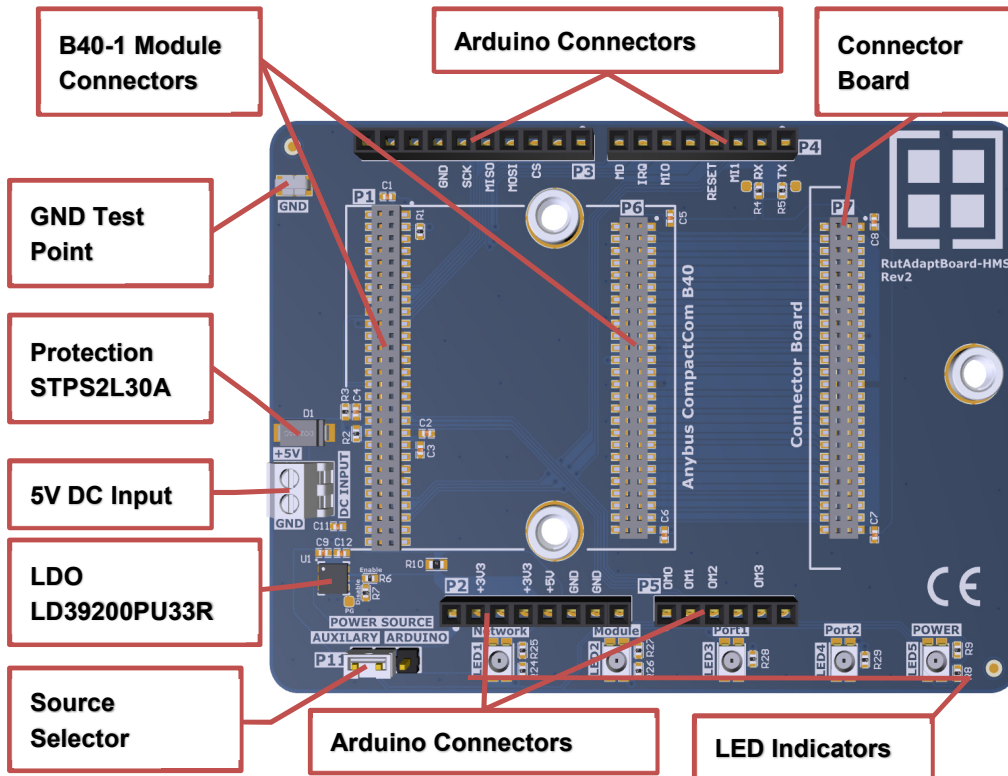 B40-1 Module
Connectors
Arduino Connectors
Connector
Board
GND Test
Point
Protection
STPS2L30A
5V DC Input
LDO
LD39200PU33R
Source
Selector
Arduino Connectors
LED Indicators
GND
SCK
MISO
MOSI
CS
P3
MD
IRQ
MIO
RESET
MI1
RX
TX
P4
R4
R5
GND
P1
C1
R1
P6
C5
C8
RutAdaptBoard-HMS
Rev2
Anybus CompactCom B40
Connector Board
D1
+5V
R3
C4
R2
C2
C3
DC INPUT
GND
C11
C9
C12
U1
Enable
R6
Disable
R7
R10
C6
C7
POWER SOURCE
AUXILARY
ARDUINO
P11
P2
+3V3
+3V3
+5V
GND
GND
P5
OM0
OM1
OM2
OM3
CE
Network
Module
Port1
Port2
POWER
LED1
R25
R24
LED2
R27
R26
LED3
R28
LED4
R29
LED5
R9
R8